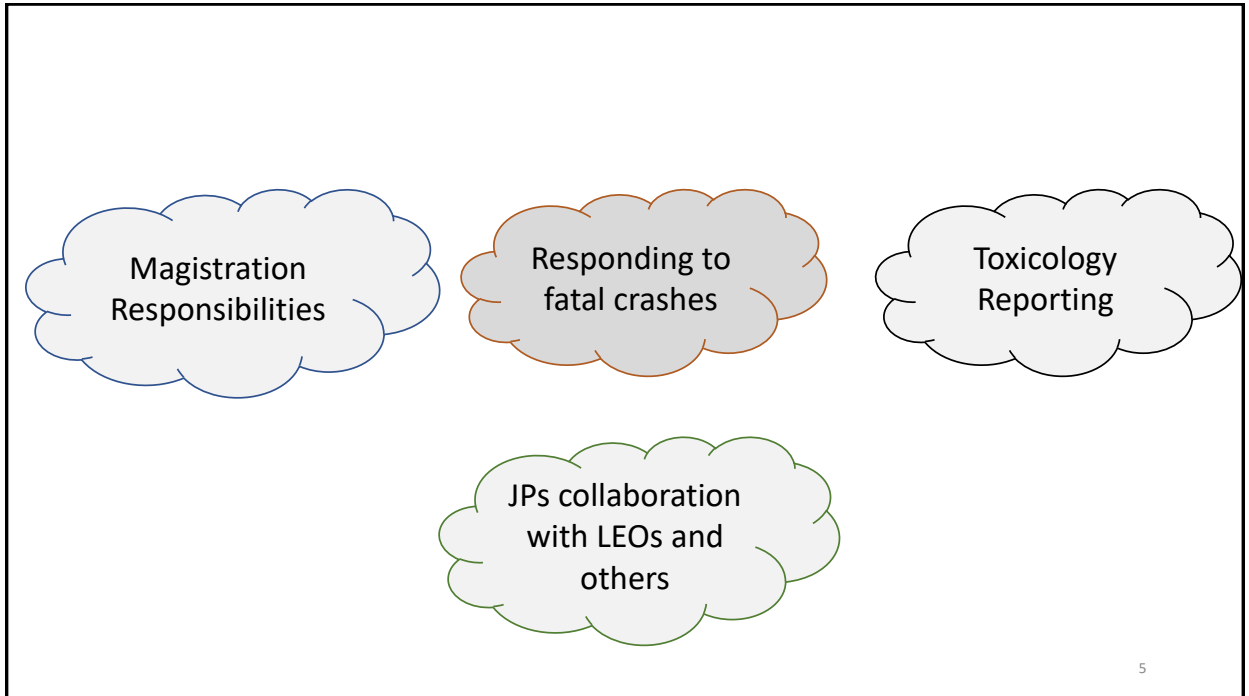 Magistration
Responsibilities
Responding to
fatal crashes
Toxicology
Reporting
JPs collaboration
with LEOs and
others
5